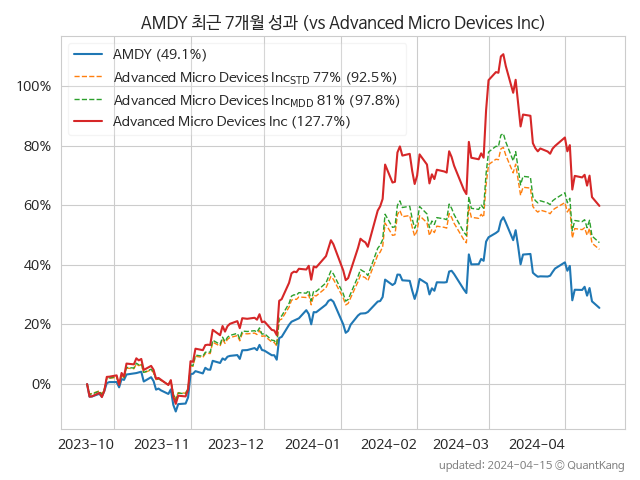 AMDY 최근 7개월 성과 (vs Advanced Micro Devices Inc)
AMDY (49.1%)
Advanced Micro Devices Inc_STD 77% (92.5%)
Advanced Micro Devices Inc_MDD 81% (97.8%)
Advanced Micro Devices Inc (127.7%)
100%
80%
60%
40%
20%
0%
2023-10 2023-11 2023-12 2024-01 2024-02 2024-03 2024-04
updated: 2024-04-15 © QuantKang